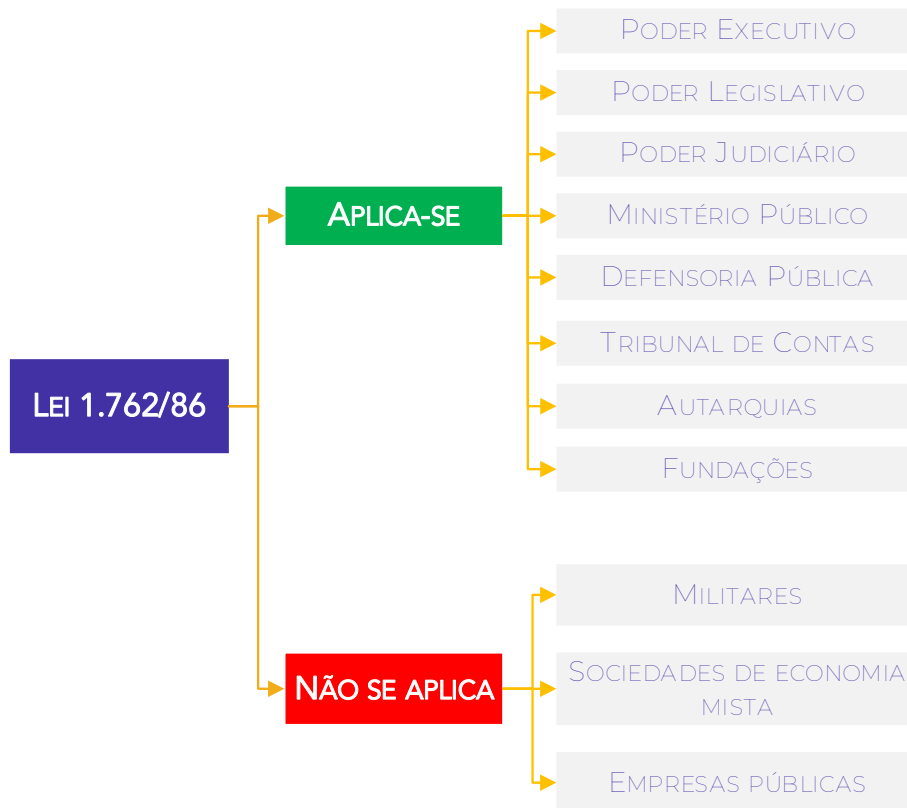 Lei 1.762/86
Aplica-se
Poder Executivo
Poder Legislativo
Poder Judiciário
Ministério Público
Defensoria Pública
Tribunal de Contas
Autarquias
Fundações
Não se aplica
Militares
Sociedades de economia
mista
Empresas públicas